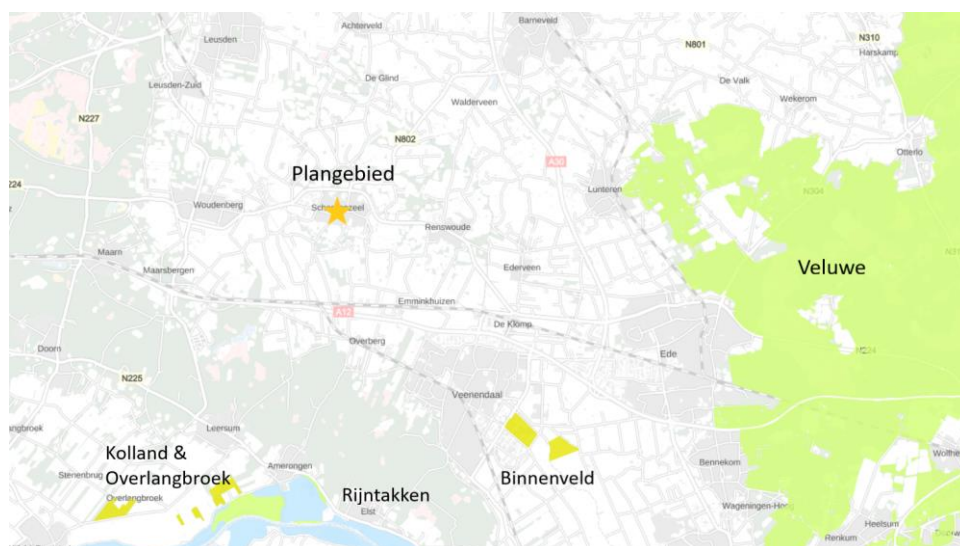 Achterveld
Barneveld
Leusden
N801
N310
Harskamp
De Glind
De Valk
Leusden-Zuid
Walderveen
Wekerom
N227
N802
A30
Otterlo
Plangebied
224
Lunteren
N304
Woudenberg
Renswoude
Maarn
Ederveen
Veluwe
Maarsbergen
Emminkhuizen
A12
De Klomp
Overberg
Doorn
Ede
N224
N225
Veenendaal
Leersum
Kolland &
Overlangbroek
Amerongen
Bennekom
Binnenveld
Rijntakken
Overlangbroek
Elst
Heelsum
Renkum